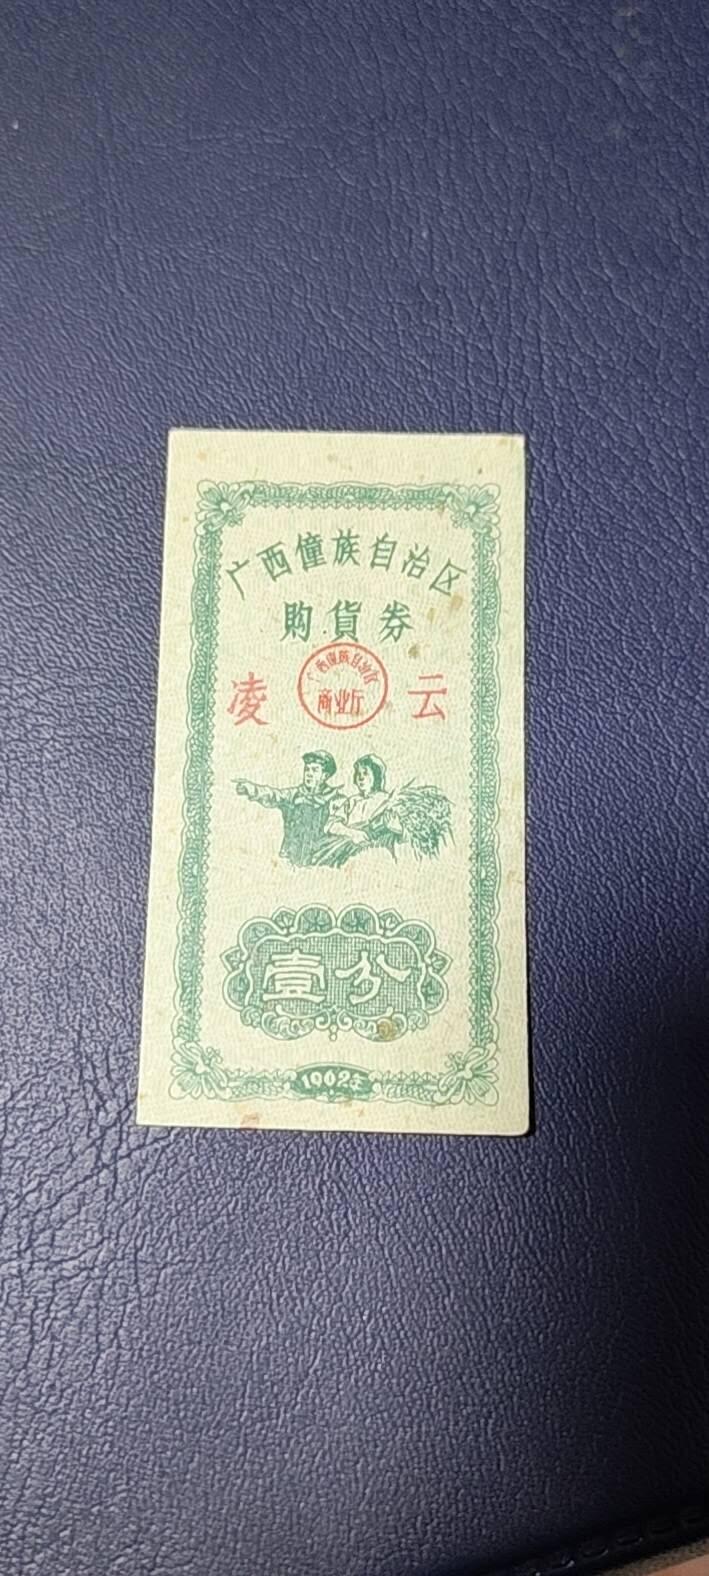 广西僮族自治区
购貨券
广西僮族自治区
商业厅
凌 云
壹分
1962年